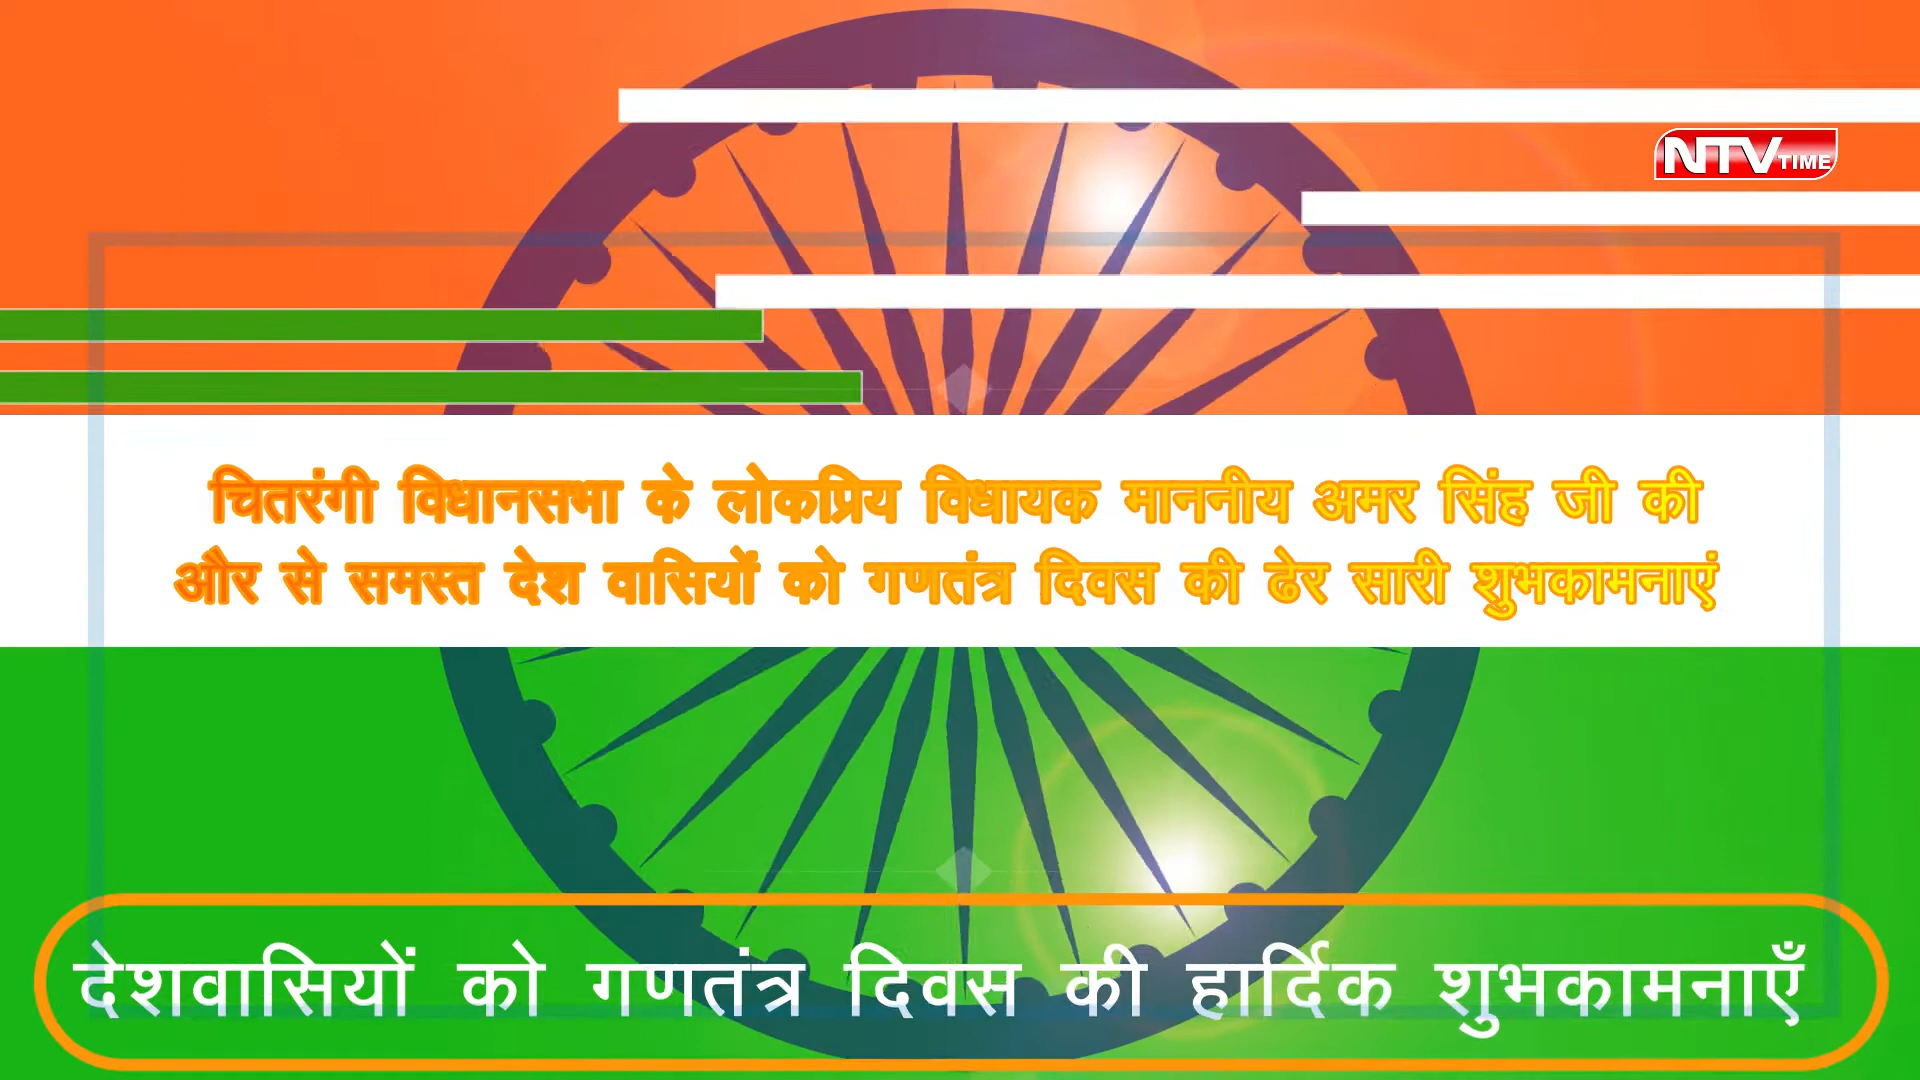 NTV TIME
चितरंगी विधानसभा के लोकप्रिय विधायक माननीय अमर सिंह जी की
और से समस्त देश वासियों को गणतंत्र दिवस की ढेर सारी शुभकामनाएं
देशवासियों को गणतंत्र दिवस की हार्दिक शुभकामनाएँ